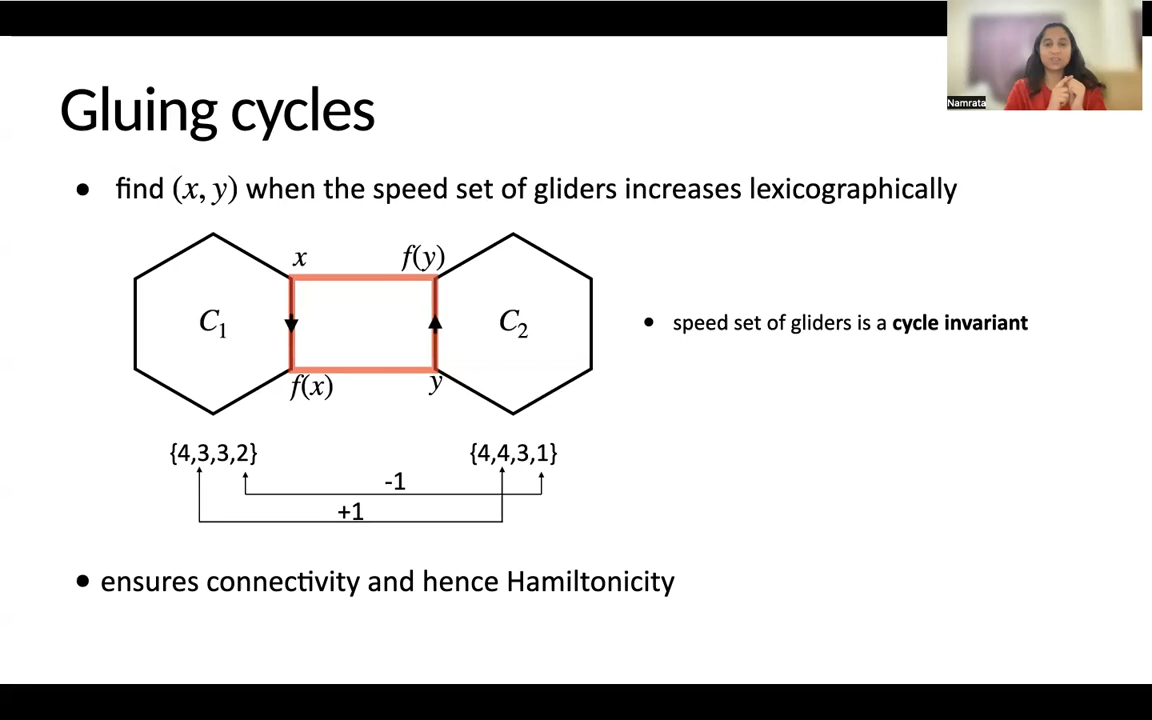 Namrata
Gluing cycles
• find (x, y) when the speed set of gliders increases lexicographically
x f(y)
C₁ C₂
• speed set of gliders is a cycle invariant
f(x) y
{4,3,3,2} {4,4,3,1}
-1
+1
• ensures connectivity and hence Hamiltonicity